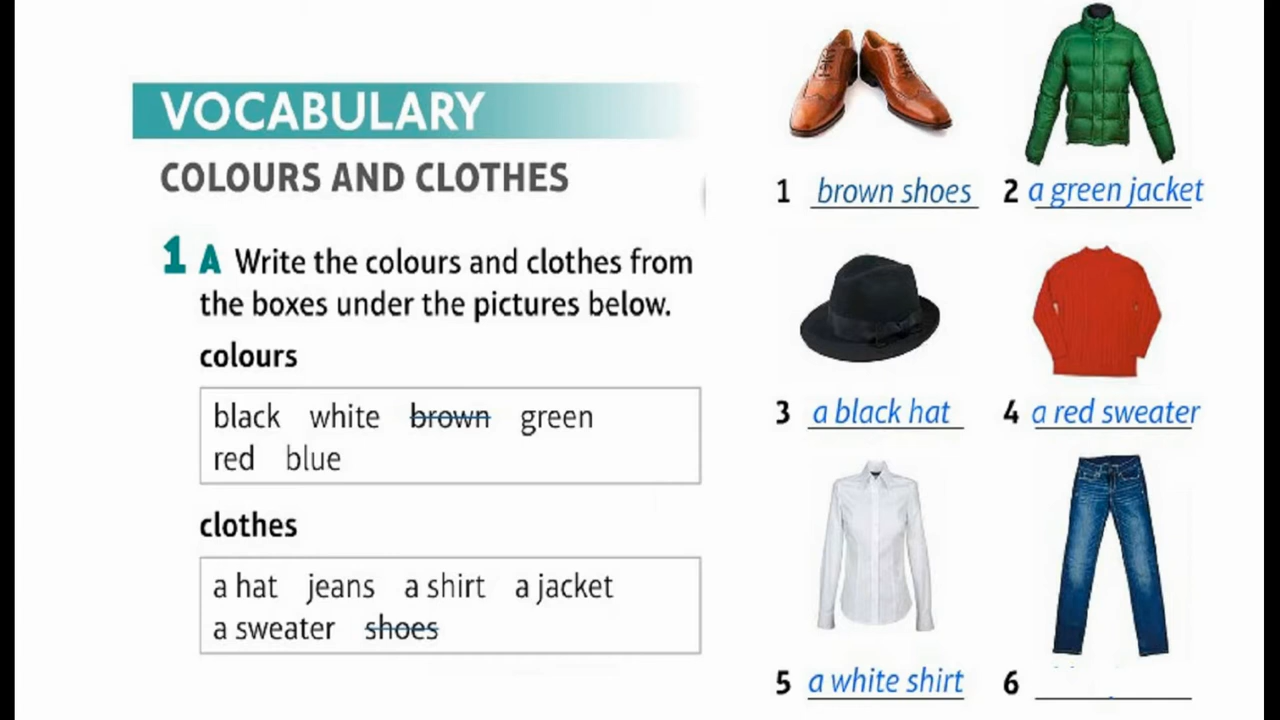 VOCABULARY
COLOURS AND CLOTHES
1 A Write the colours and clothes from
the boxes under the pictures below.
colours
black white brown green
red blue
clothes
a hat jeans a shirt a jacket
a sweater shoes
1 brown shoes
2 a green jacket
3 a black hat
4 a red sweater
5 a white shirt
6